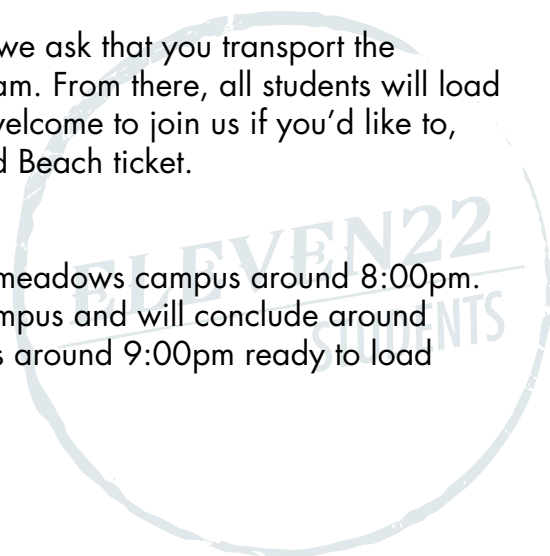 we ask that you transport the
am. From there, all students will load
welcome to join us if you’d like to,
d Beach ticket.
meadows campus around 8:00pm.
mpus and will conclude around
s around 9:00pm ready to load
ELEVEN22
STUDENTS